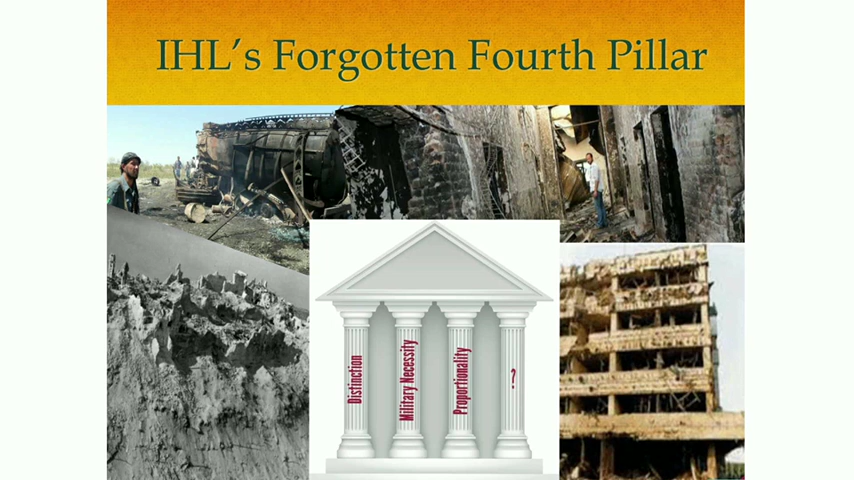 IHL's Forgotten Fourth Pillar
Distinction
Military Necessity
Proportionality
?